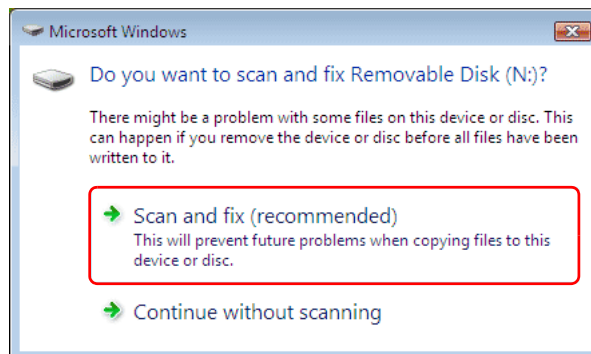 Microsoft Windows
Do you want to scan and fix Removable Disk (N:)?
There might be a problem with some files on this device or disc. This
can happen if you remove the device or disc before all files have been
written to it.
Scan and fix (recommended)
This will prevent future problems when copying files to this
device or disc.
Continue without scanning